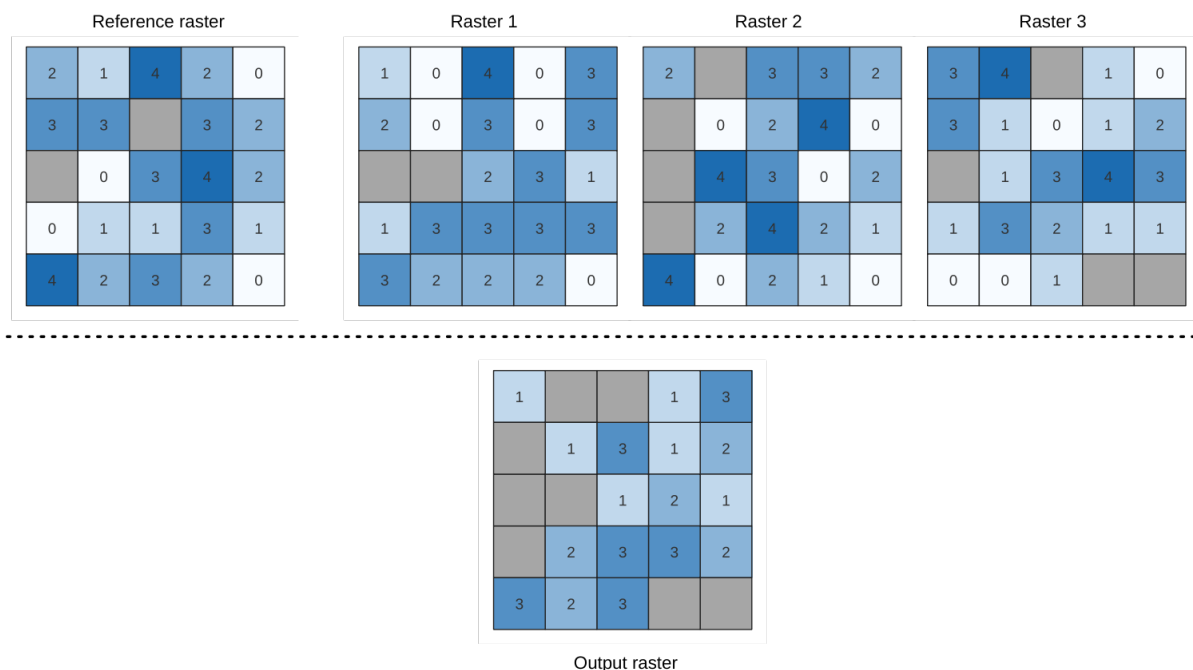 Reference raster Raster 1 Raster 2 Raster 3
2 1 4 2 0 1 0 4 0 3 2 3 3 2 3 4 1 0
3 3 3 2 2 0 3 0 3 0 2 4 0 3 1 0 1 2
0 3 4 2 2 3 1 4 3 0 2 1 3 4 3
0 1 1 3 1 1 3 3 3 3 2 4 2 1 1 3 2 1 1
4 2 3 2 0 3 2 2 2 0 4 0 2 1 0 0 0 1
1 1 3
1 3 1 2
1 2 1
2 3 3 2
3 2 3
Output raster